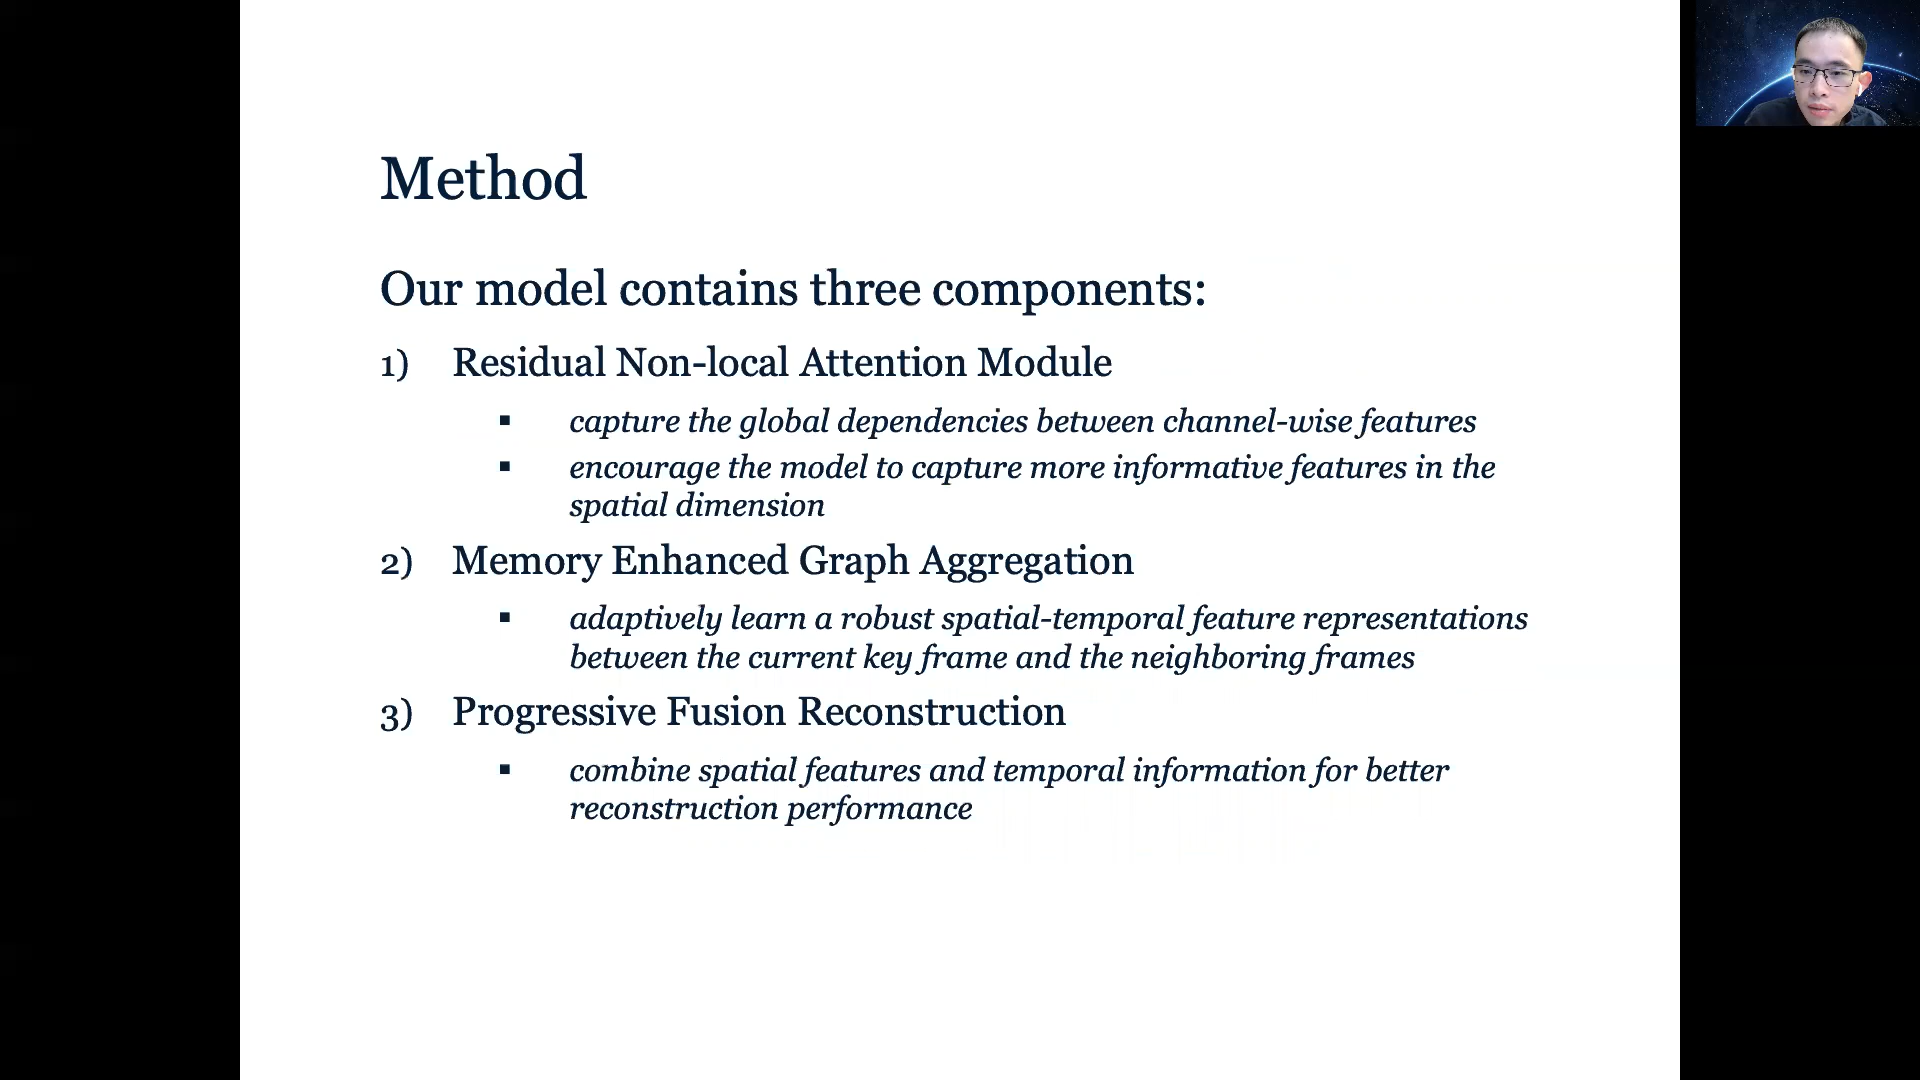 Method
Our model contains three components:
1) Residual Non-local Attention Module
▪ capture the global dependencies between channel-wise features
▪ encourage the model to capture more informative features in the
spatial dimension
2) Memory Enhanced Graph Aggregation
▪ adaptively learn a robust spatial-temporal feature representations
between the current key frame and the neighboring frames
3) Progressive Fusion Reconstruction
▪ combine spatial features and temporal information for better
reconstruction performance